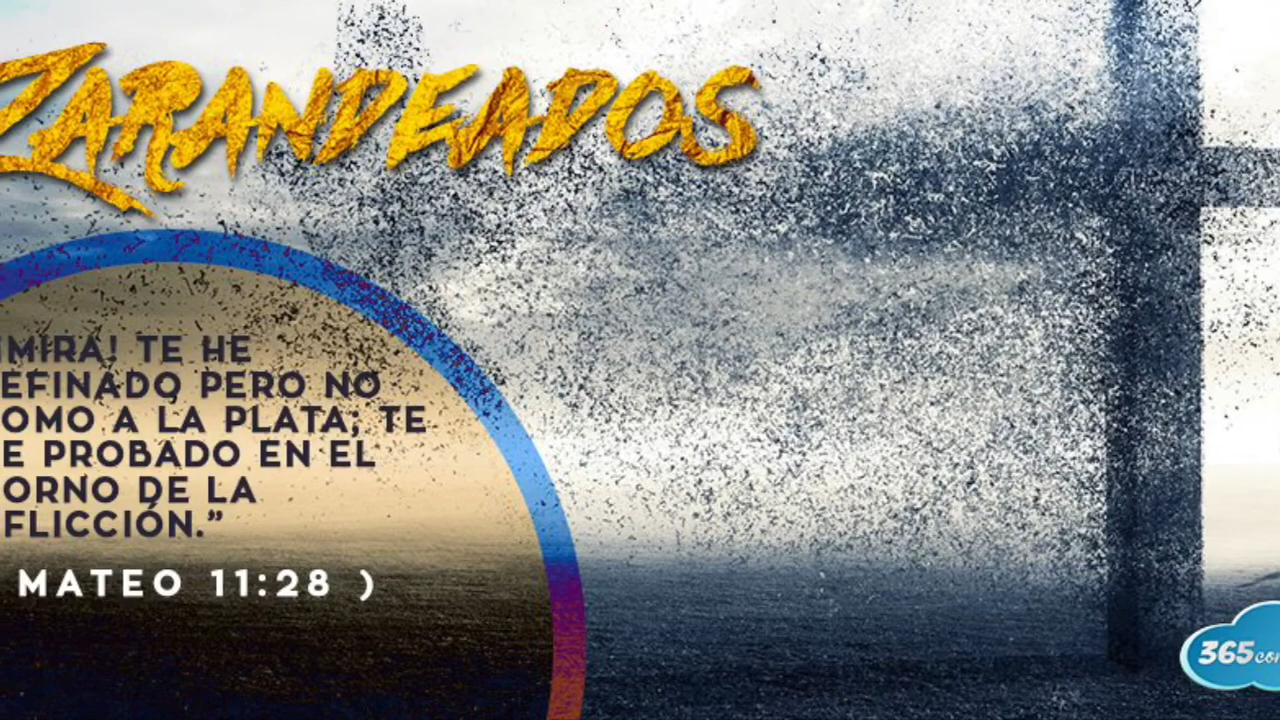 ZARANDEADOS
¡MIRA! TE HE
EFINADO PERO NO
OMO A LA PLATA; TE
E PROBADO EN EL
ORNO DE LA
FLICCIÓN.”
MATEO 11:28 )
365con